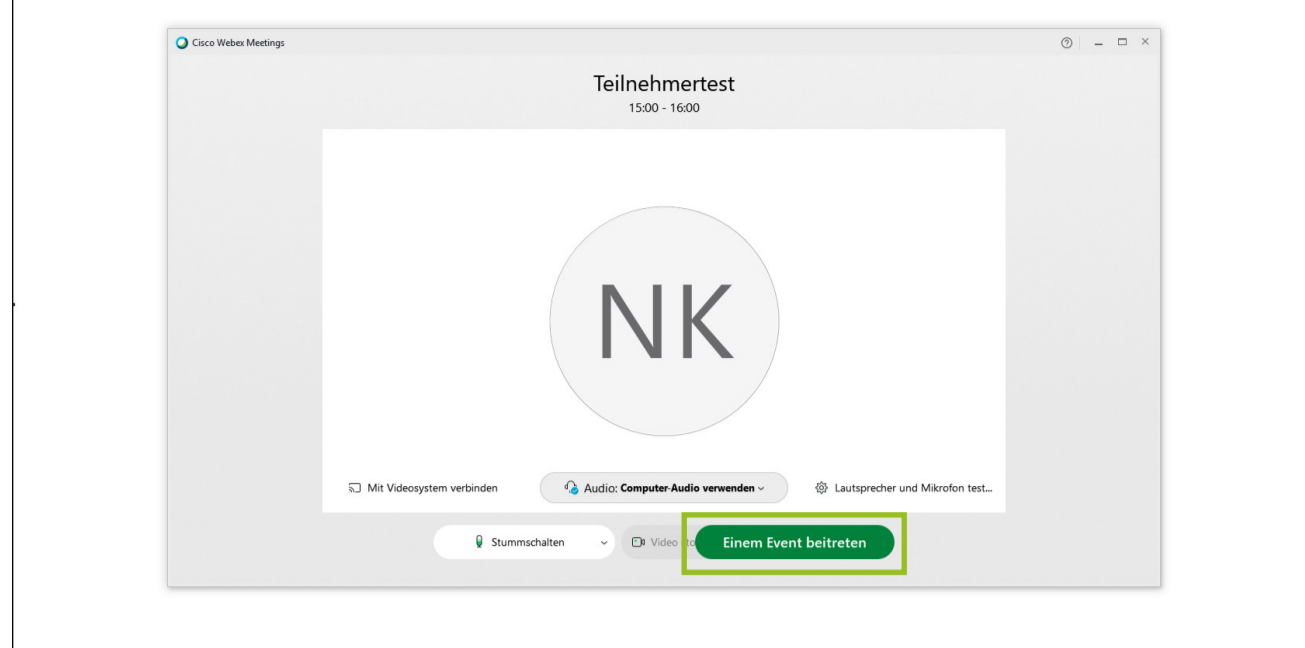 Cisco Webex Meetings
Teilnehmertest
15:00 - 16:00
NK
Mit Videosystem verbinden
Audio: Computer-Audio verwenden
Lautsprecher und Mikrofon test...
Stummschalten
Video
Einem Event beitreten